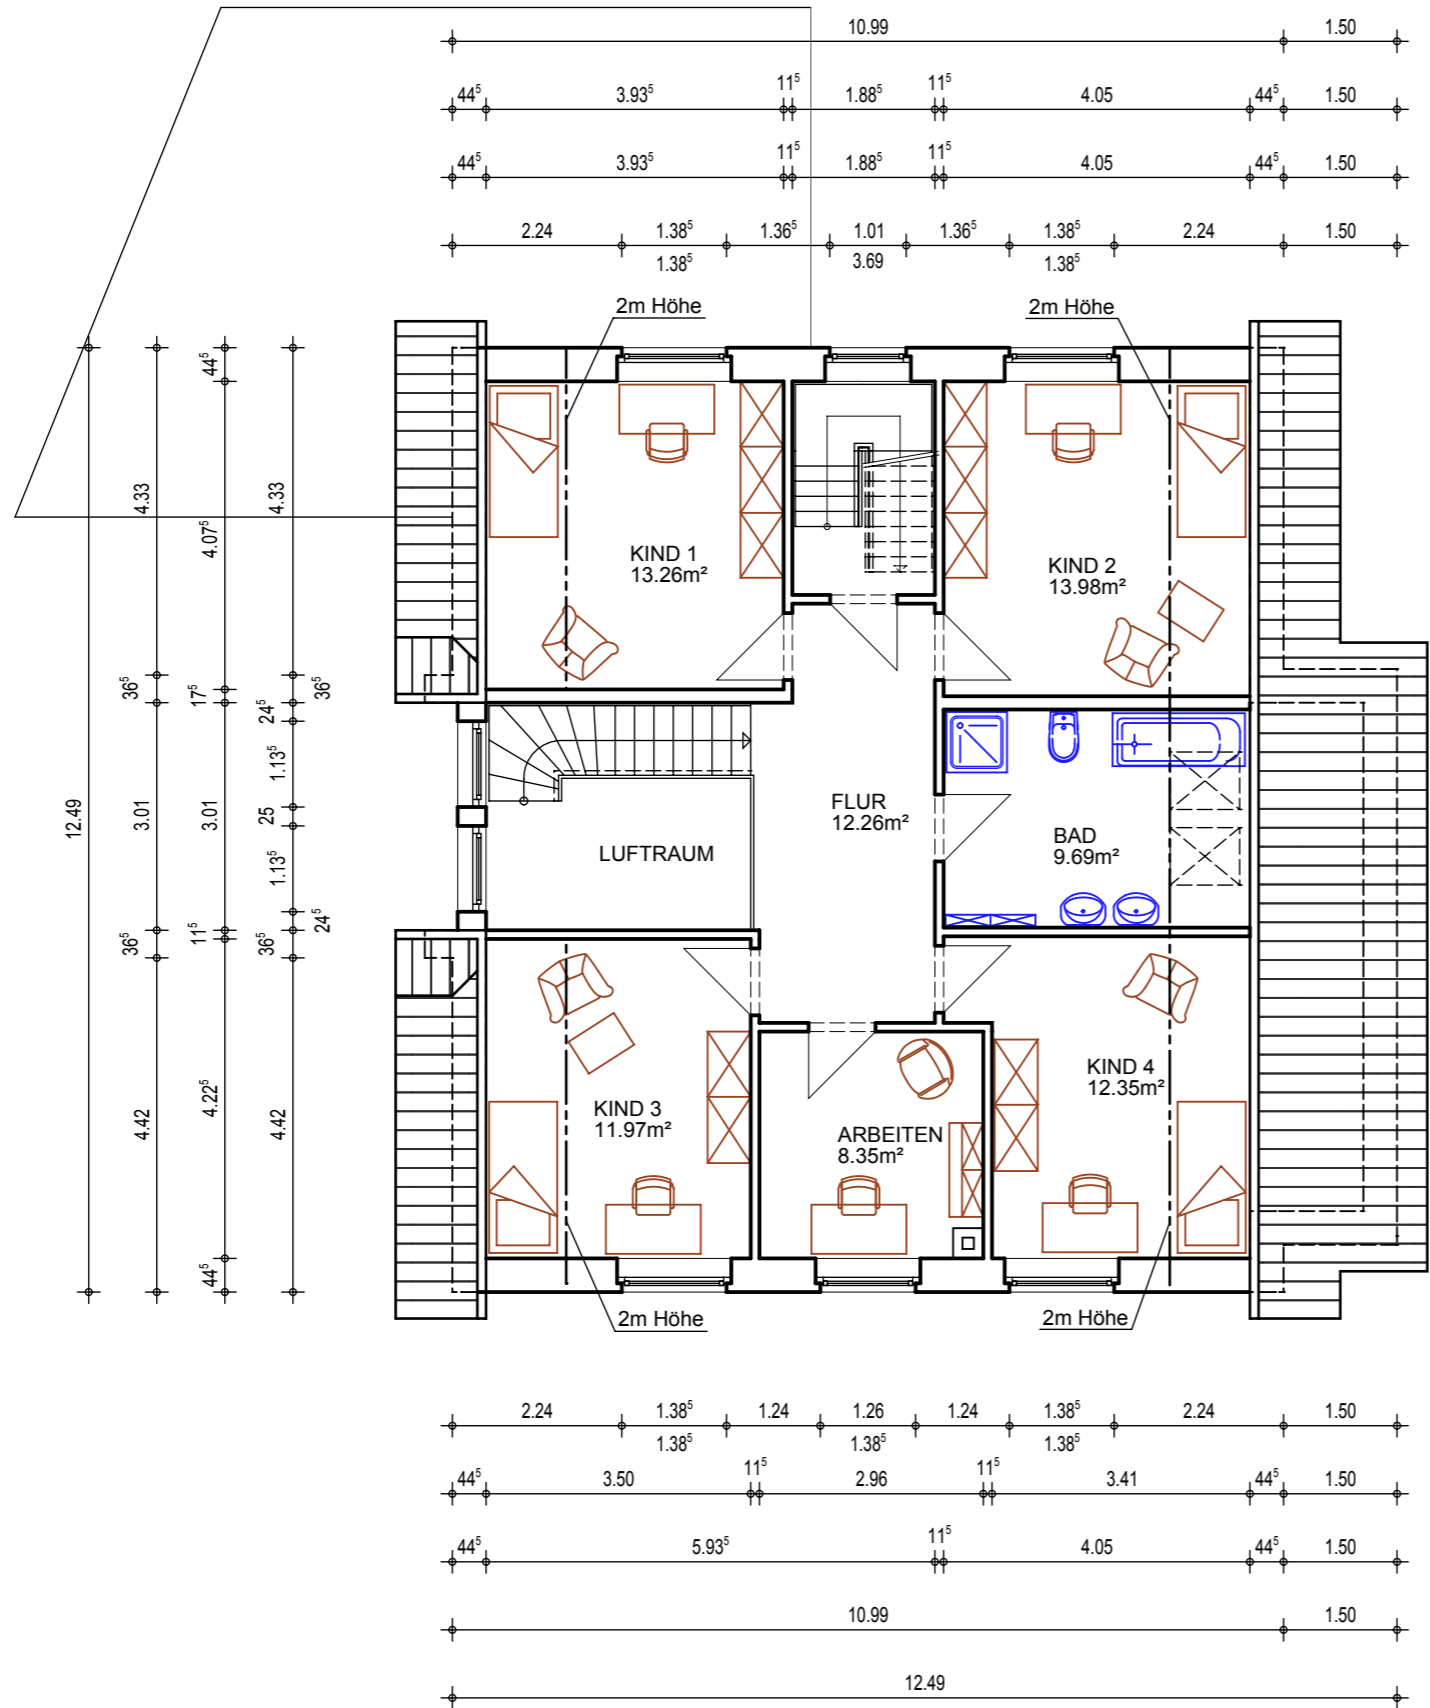 10.99 1.50
44⁵ 3.93⁵ 11⁵ 1.88⁵ 11⁵ 4.05 44⁵ 1.50
44⁵ 3.93⁵ 11⁵ 1.88⁵ 11⁵ 4.05 44⁵ 1.50
2.24 1.38⁵ 1.36⁵ 1.01 1.36⁵ 1.38⁵ 2.24 1.50
1.38⁵ 3.69 1.38⁵
2m Höhe 2m Höhe
12.49
4.33 36⁵ 3.01 36⁵ 4.42
44⁵ 4.07⁵ 17⁵ 3.01 11⁵ 4.22⁵ 44⁵
4.33 36⁵ 24⁵ 1.13⁵ 25 1.13⁵ 24⁵ 36⁵ 4.42
KIND 1
13.26m²
KIND 2
13.98m²
FLUR
12.26m²
LUFTRAUM
BAD
9.69m²
KIND 3
11.97m²
ARBEITEN
8.35m²
KIND 4
12.35m²
2m Höhe 2m Höhe
2.24 1.38⁵ 1.24 1.26 1.24 1.38⁵ 2.24 1.50
1.38⁵ 1.38⁵ 1.38⁵
44⁵ 3.50 11⁵ 2.96 11⁵ 3.41 44⁵ 1.50
44⁵ 5.93⁵ 11⁵ 4.05 44⁵ 1.50
10.99 1.50
12.49